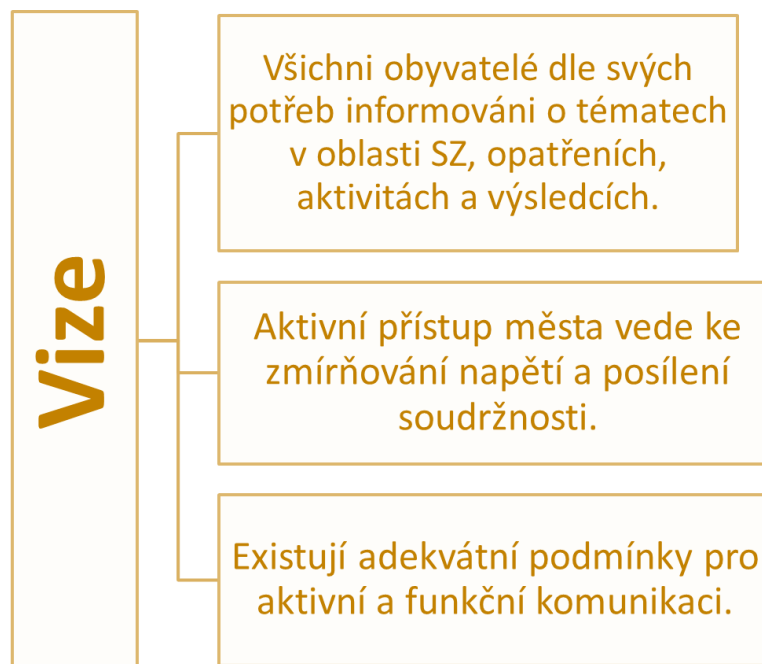 Vize
Všichni obyvatelé dle svých
potřeb informováni o tématech
v oblasti SZ, opatřeních,
aktivitách a výsledcích.
Aktivní přístup města vede ke
zmírňování napětí a posílení
soudržnosti.
Existují adekvátní podmínky pro
aktivní a funkční komunikaci.